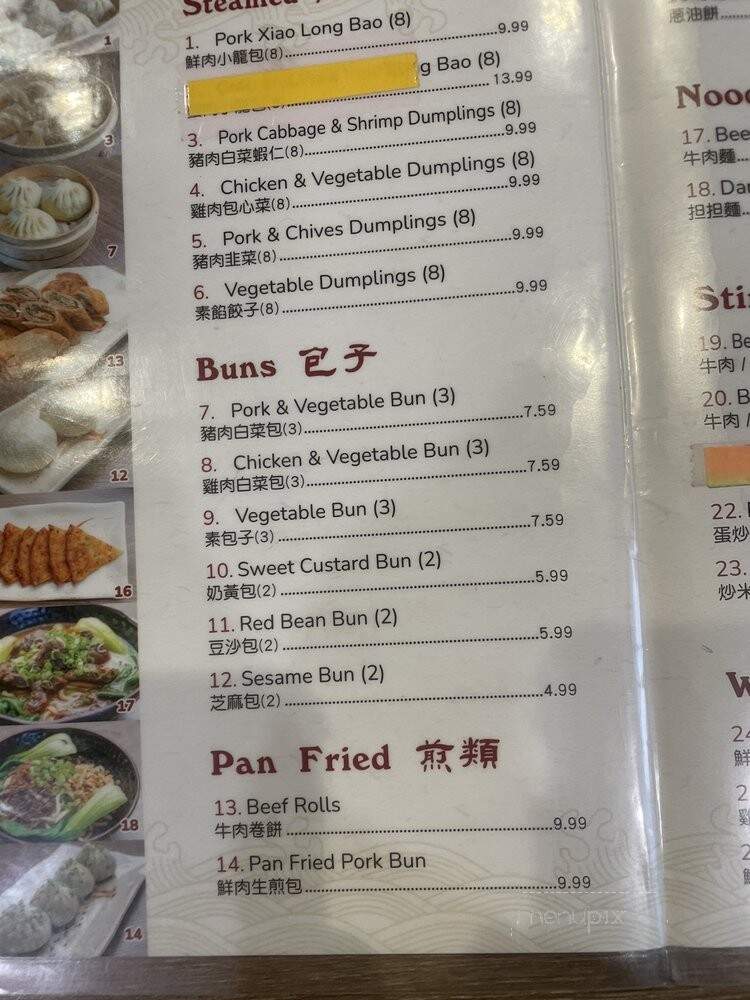 Steamed
1. Pork Xiao Long Bao (8)
鮮肉小籠包(8)........9.99
g Bao (8)
........13.99
3. Pork Cabbage & Shrimp Dumplings (8)
豬肉白菜蝦仁(8)........9.99
4. Chicken & Vegetable Dumplings (8)
雞肉包心菜(8)........9.99
5. Pork & Chives Dumplings (8)
豬肉韭菜(8)........9.99
6. Vegetable Dumplings (8)
素餡餃子(8)........9.99
Buns 包子
7. Pork & Vegetable Bun (3)
豬肉白菜包(3)........7.59
8. Chicken & Vegetable Bun (3)
雞肉白菜包(3)........7.59
9. Vegetable Bun (3)
素包子(3)........7.59
10. Sweet Custard Bun (2)
奶黃包(2)........5.99
11. Red Bean Bun (2)
豆沙包(2)........5.99
12. Sesame Bun (2)
芝麻包(2)........4.99
Pan Fried 煎類
13. Beef Rolls
牛肉卷餅........9.99
14. Pan Fried Pork Bun
鮮肉生煎包........9.99
1
3
7
13
12
16
17
18
14
蔥油餅........
Nood
17. Bee
牛肉麵...
18. Dan
担担麵...
Stir
19. Be
牛肉 /
20. B
牛肉 /
22.
蛋炒
23.
炒米
W
24
鮮
2
雞
2
鮮
menupix